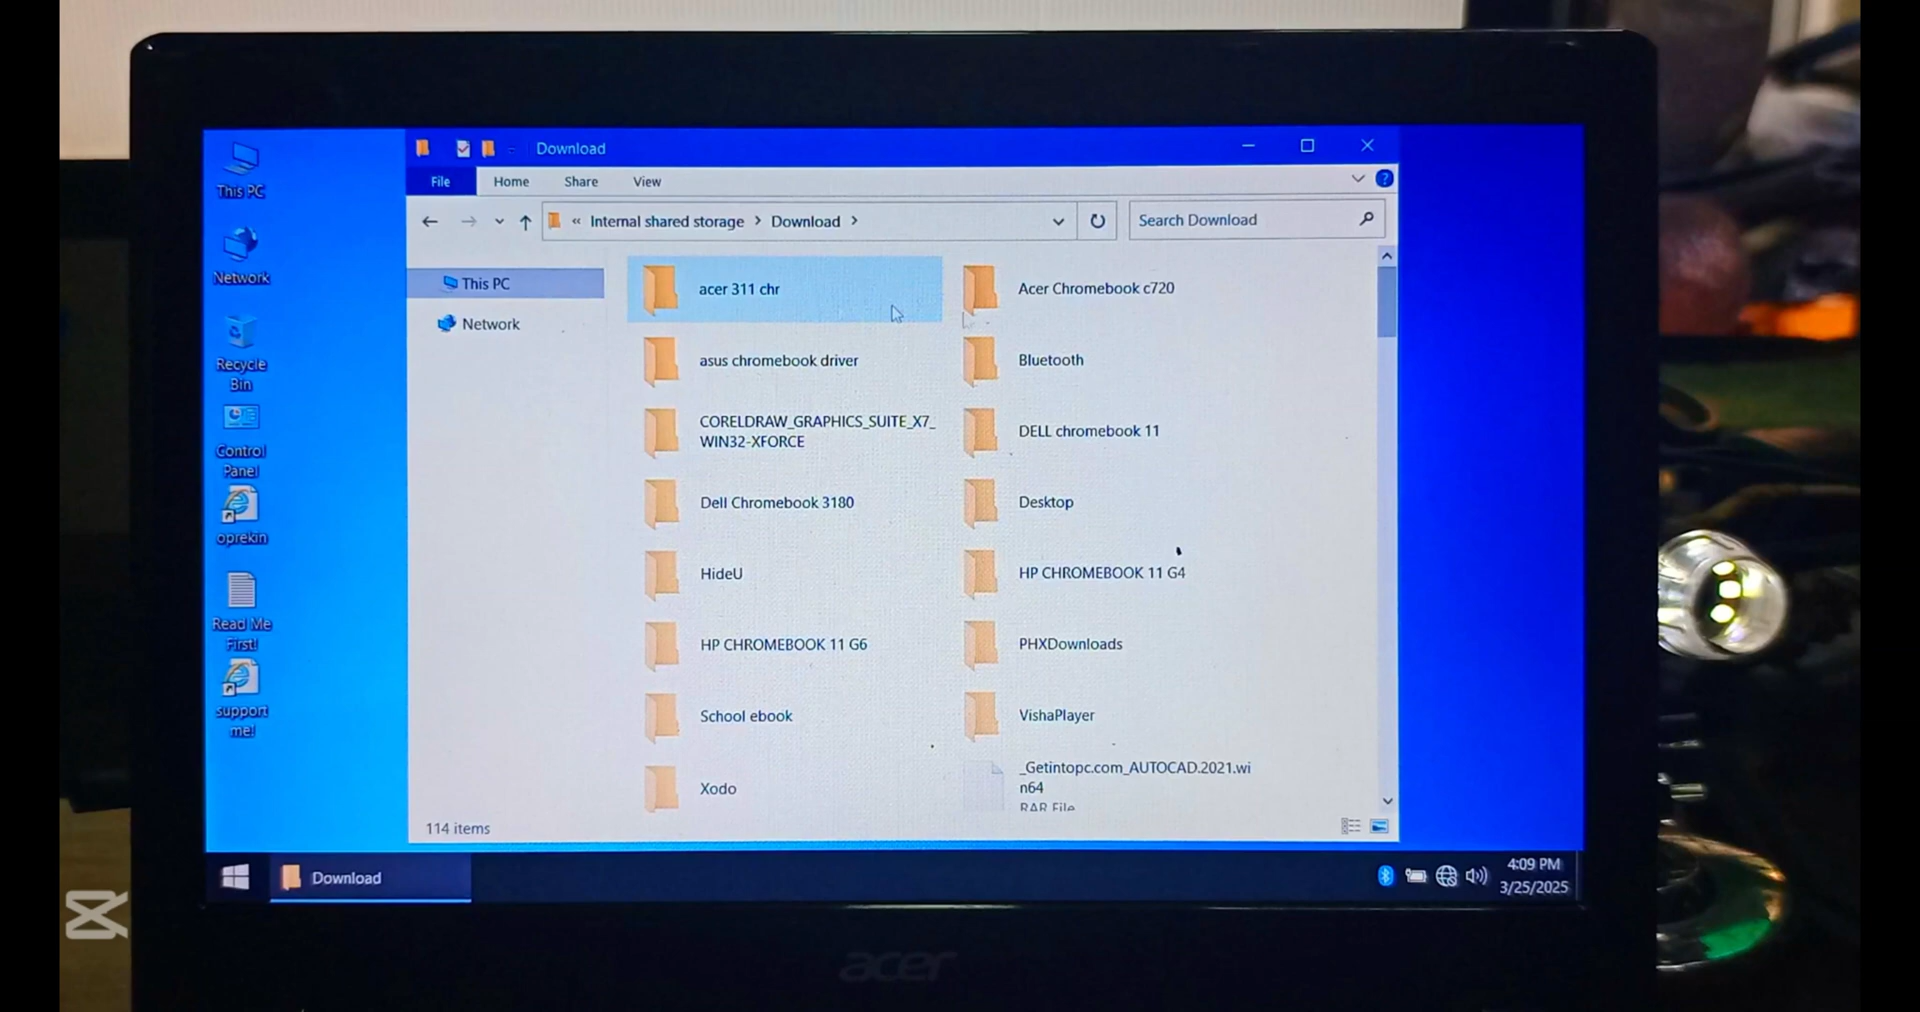 This PC
Network
Recycle
Bin
Control
Panel
oprekin
Read Me
First!
support
me!
Download
File
Home
Share
View
« Internal shared storage > Download >
Search Download
This PC
Network
acer 311 chr
Acer Chromebook c720
asus chromebook driver
Bluetooth
CORELDRAW_GRAPHICS_SUITE_X7_
WIN32-XFORCE
DELL chromebook 11
Dell Chromebook 3180
Desktop
HideU
HP CHROMEBOOK 11 G4
HP CHROMEBOOK 11 G6
PHXDownloads
School ebook
VishaPlayer
Xodo
_Getintopc.com_AUTOCAD.2021.wi
n64
RAR File
114 items
Download
4:09 PM
3/25/2025
acer